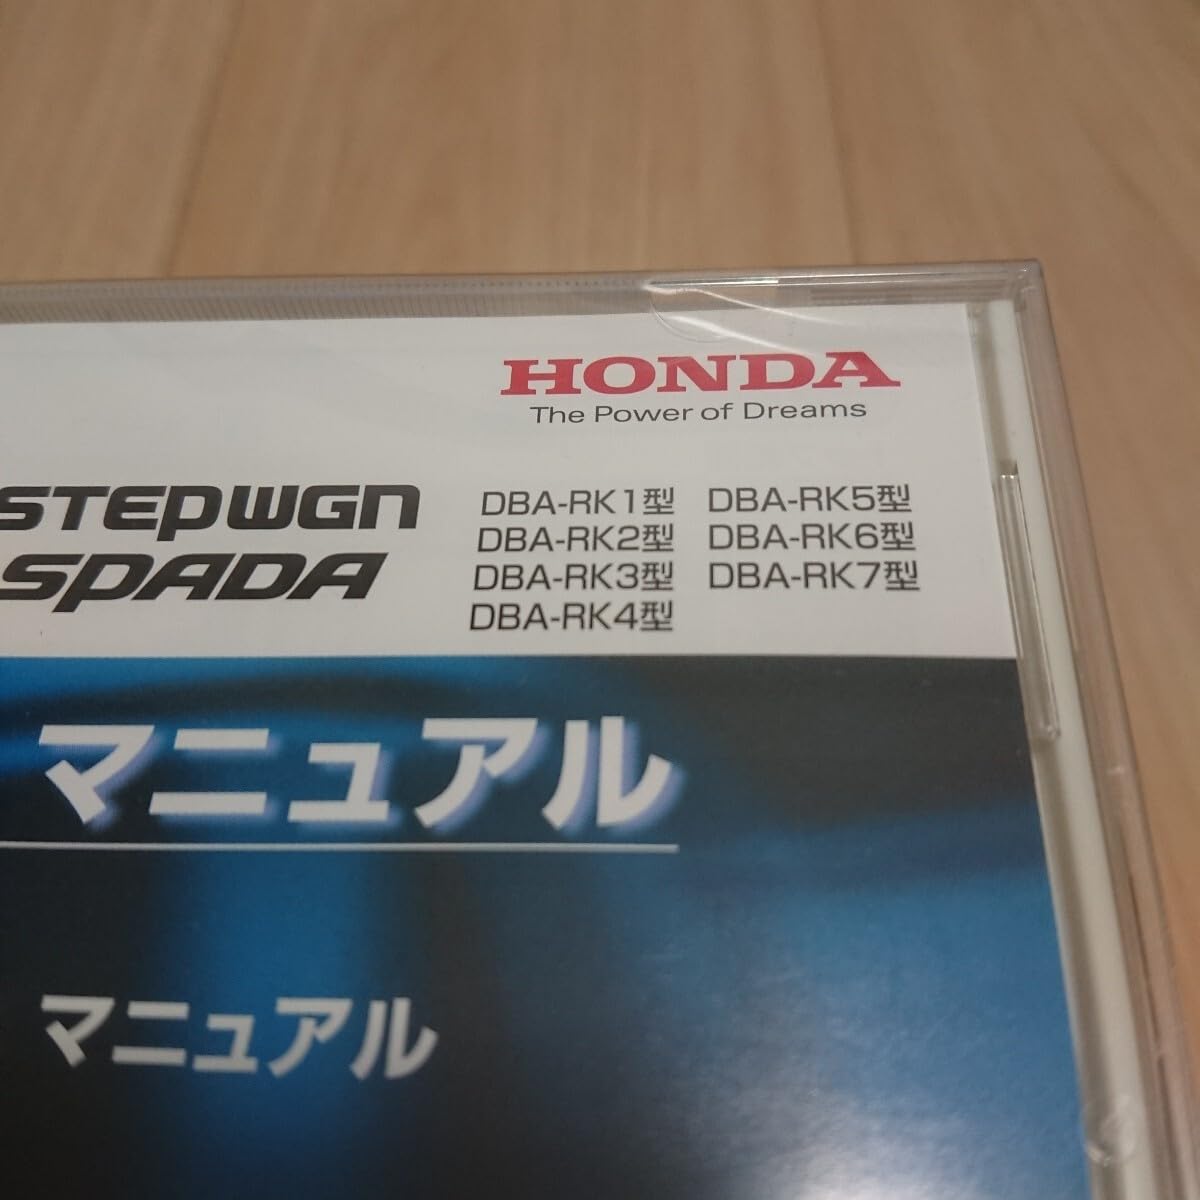 HONDA
The Power of Dreams
STEPWGN
SPADA
DBA-RK1型 DBA-RK5型
DBA-RK2型 DBA-RK6型
DBA-RK3型 DBA-RK7型
DBA-RK4型
マニュアル
マニュアル